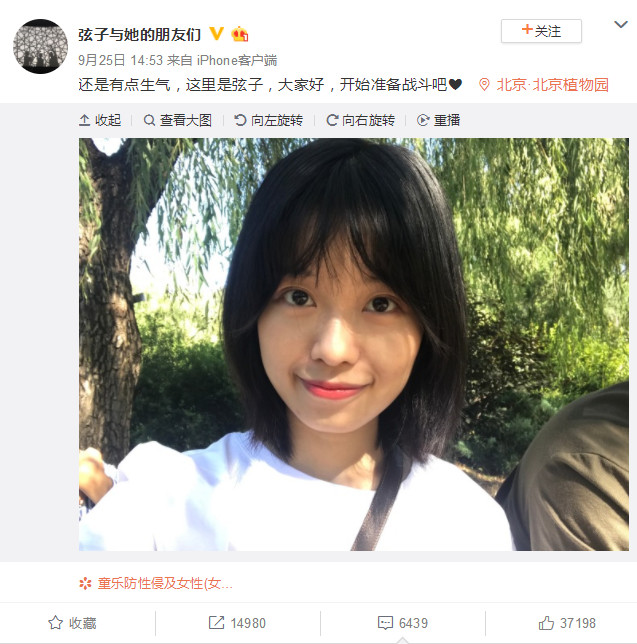 弦子与她的朋友们
+关注
9月25日 14:53 来自 iPhone客户端
还是有点生气，这里是弦子，大家好，开始准备战斗吧♥ 北京·北京植物园
收起 查看大图 向左旋转 向右旋转 重播
童乐防性侵及女性(女...
收藏 14980 6439 37198